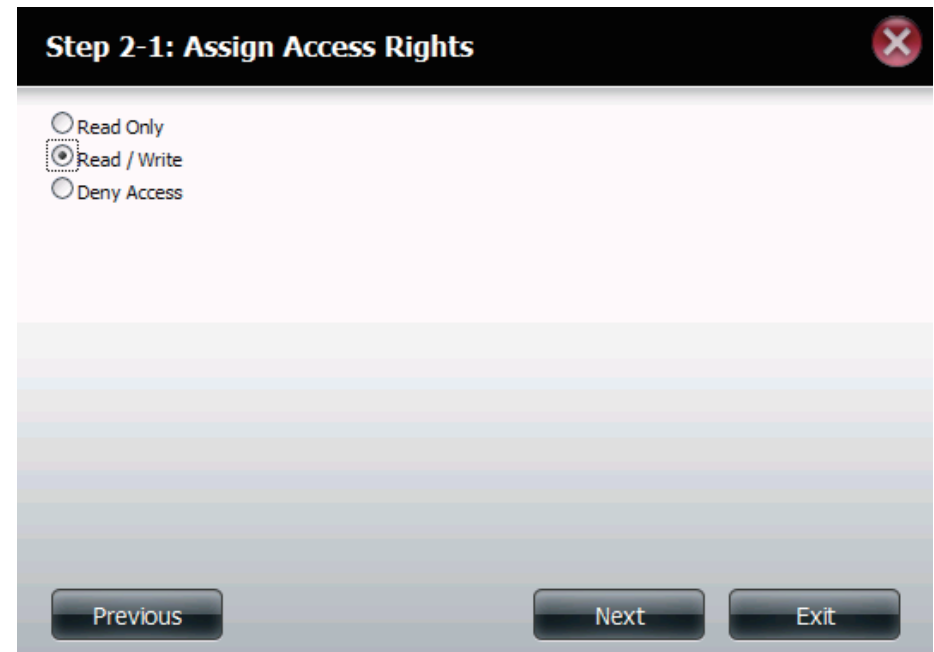 Step 2-1: Assign Access Rights
Read Only
Read / Write
Deny Access
Previous Next Exit